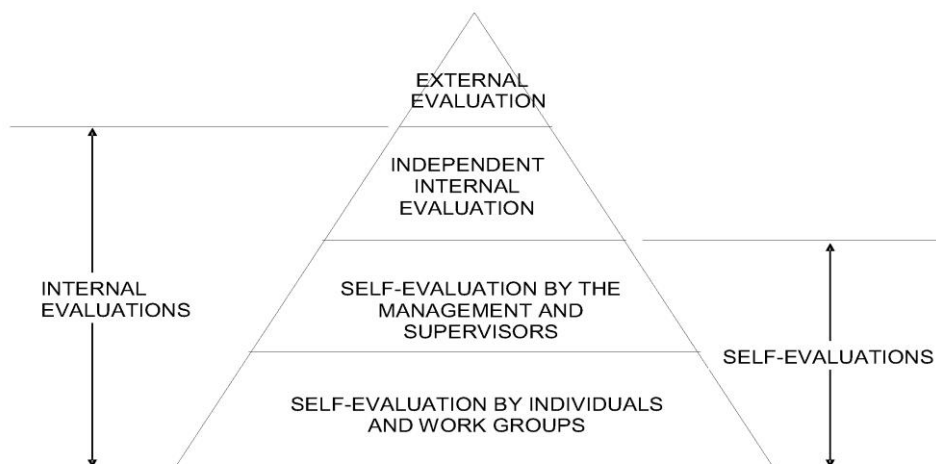 EXTERNAL
EVALUATION
INDEPENDENT
INTERNAL
EVALUATION
INTERNAL
EVALUATIONS
SELF-EVALUATION BY THE
MANAGEMENT AND
SUPERVISORS
SELF-EVALUATIONS
SELF-EVALUATION BY INDIVIDUALS
AND WORK GROUPS